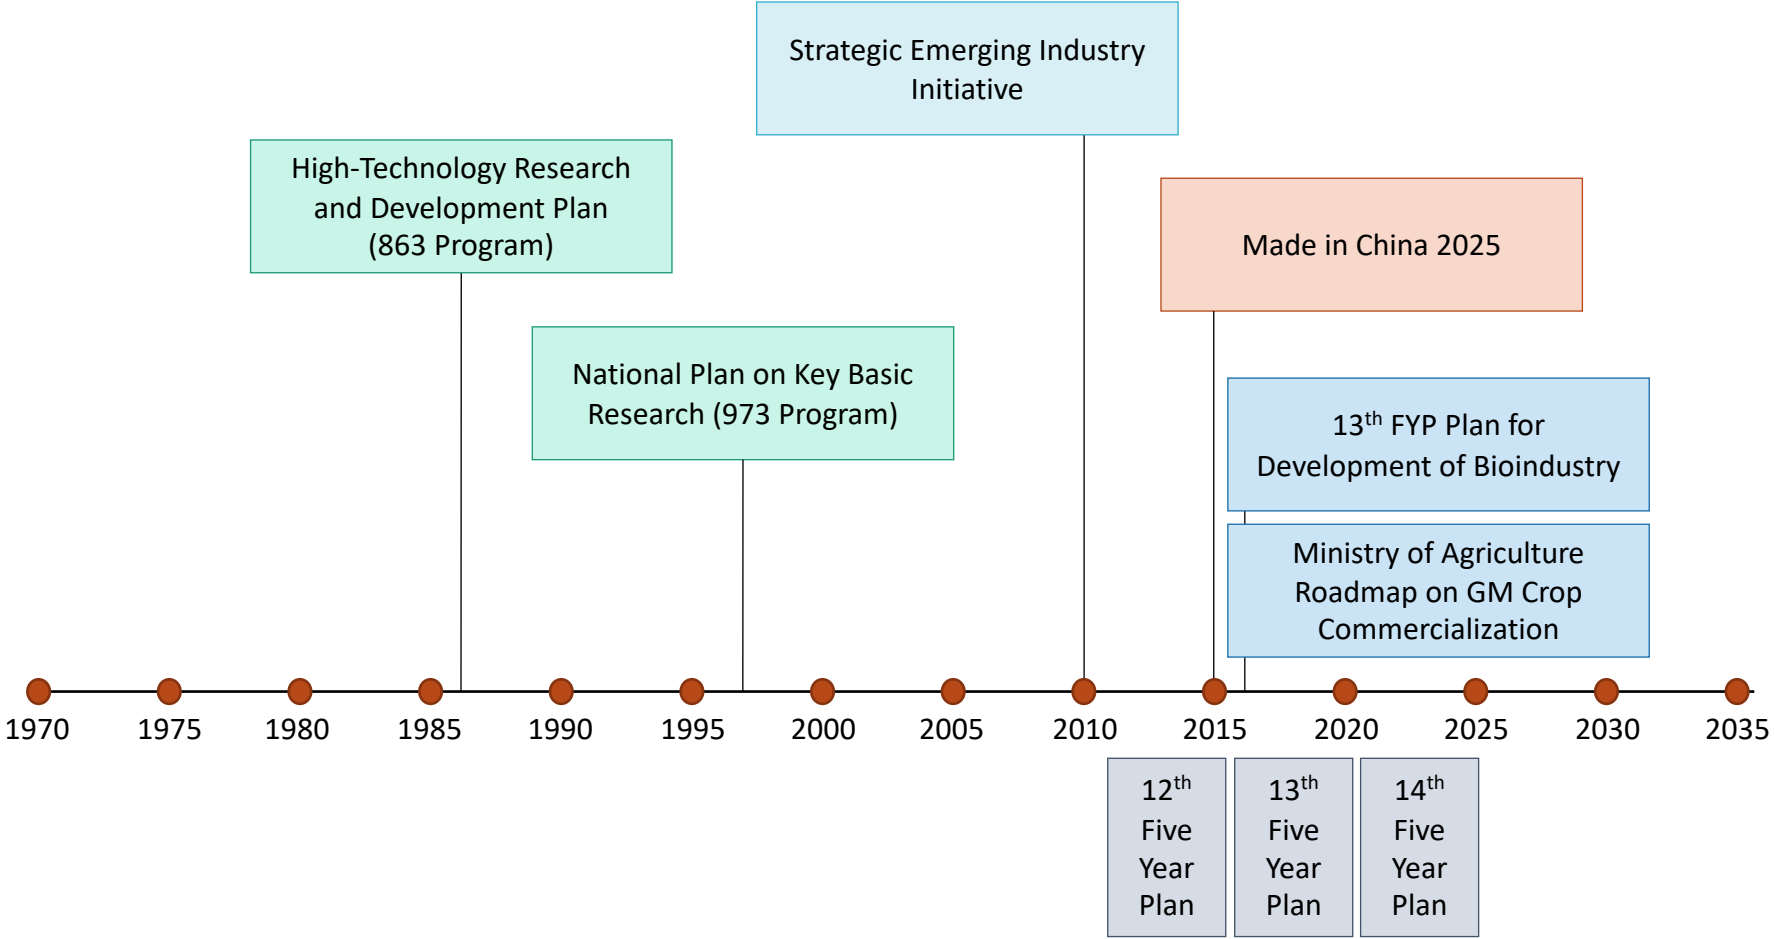 Strategic Emerging Industry
Initiative
High-Technology Research
and Development Plan
(863 Program)
Made in China 2025
National Plan on Key Basic
Research (973 Program)
13th FYP Plan for
Development of Bioindustry
Ministry of Agriculture
Roadmap on GM Crop
Commercialization
1970 1975 1980 1985 1990 1995 2000 2005 2010 2015 2020 2025 2030 2035
12th
Five
Year
Plan
13th
Five
Year
Plan
14th
Five
Year
Plan